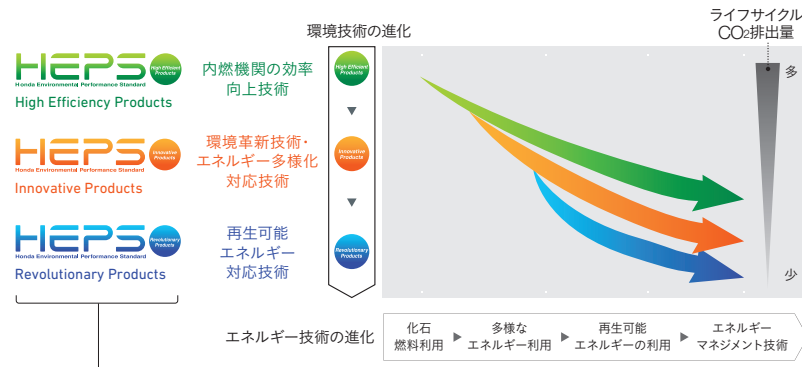 環境技術の進化
ライフサイクル
CO2排出量
多
少
HEPS
High Efficient
Products
Honda Environmental Performance Standard
High Efficiency Products
内燃機関の効率
向上技術
High Efficient
Products
▼
HEPS
Innovative
Products
Honda Environmental Performance Standard
Innovative Products
環境革新技術・
エネルギー多様化
対応技術
Innovative
Products
▼
HEPS
Revolutionary
Products
Honda Environmental Performance Standard
Revolutionary Products
再生可能
エネルギー
対応技術
Revolutionary
Products
エネルギー技術の進化
化石
燃料利用
▶
多様な
エネルギー利用
▶
再生可能
エネルギーの利用
▶
エネルギー
マネジメント技術